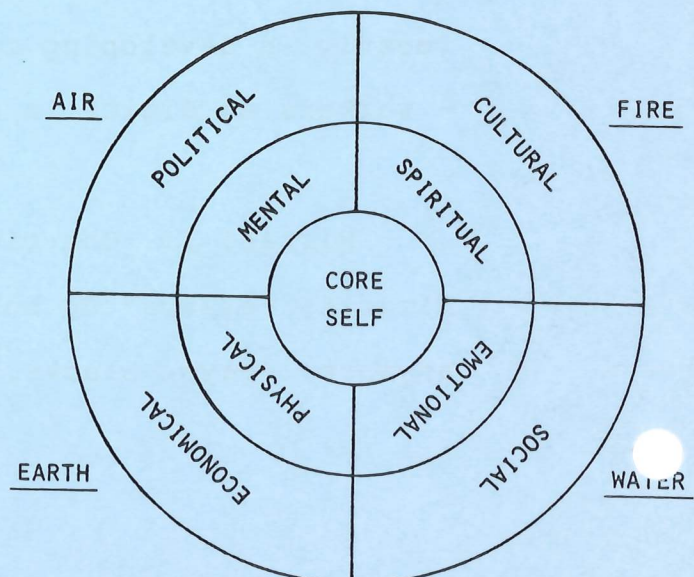 AIR
FIRE
POLITICAL
CULTURAL
MENTAL
SPIRITUAL
CORE
SELF
PHYSICAL
EMOTIONAL
ECONOMICAL
SOCIAL
EARTH
WATER